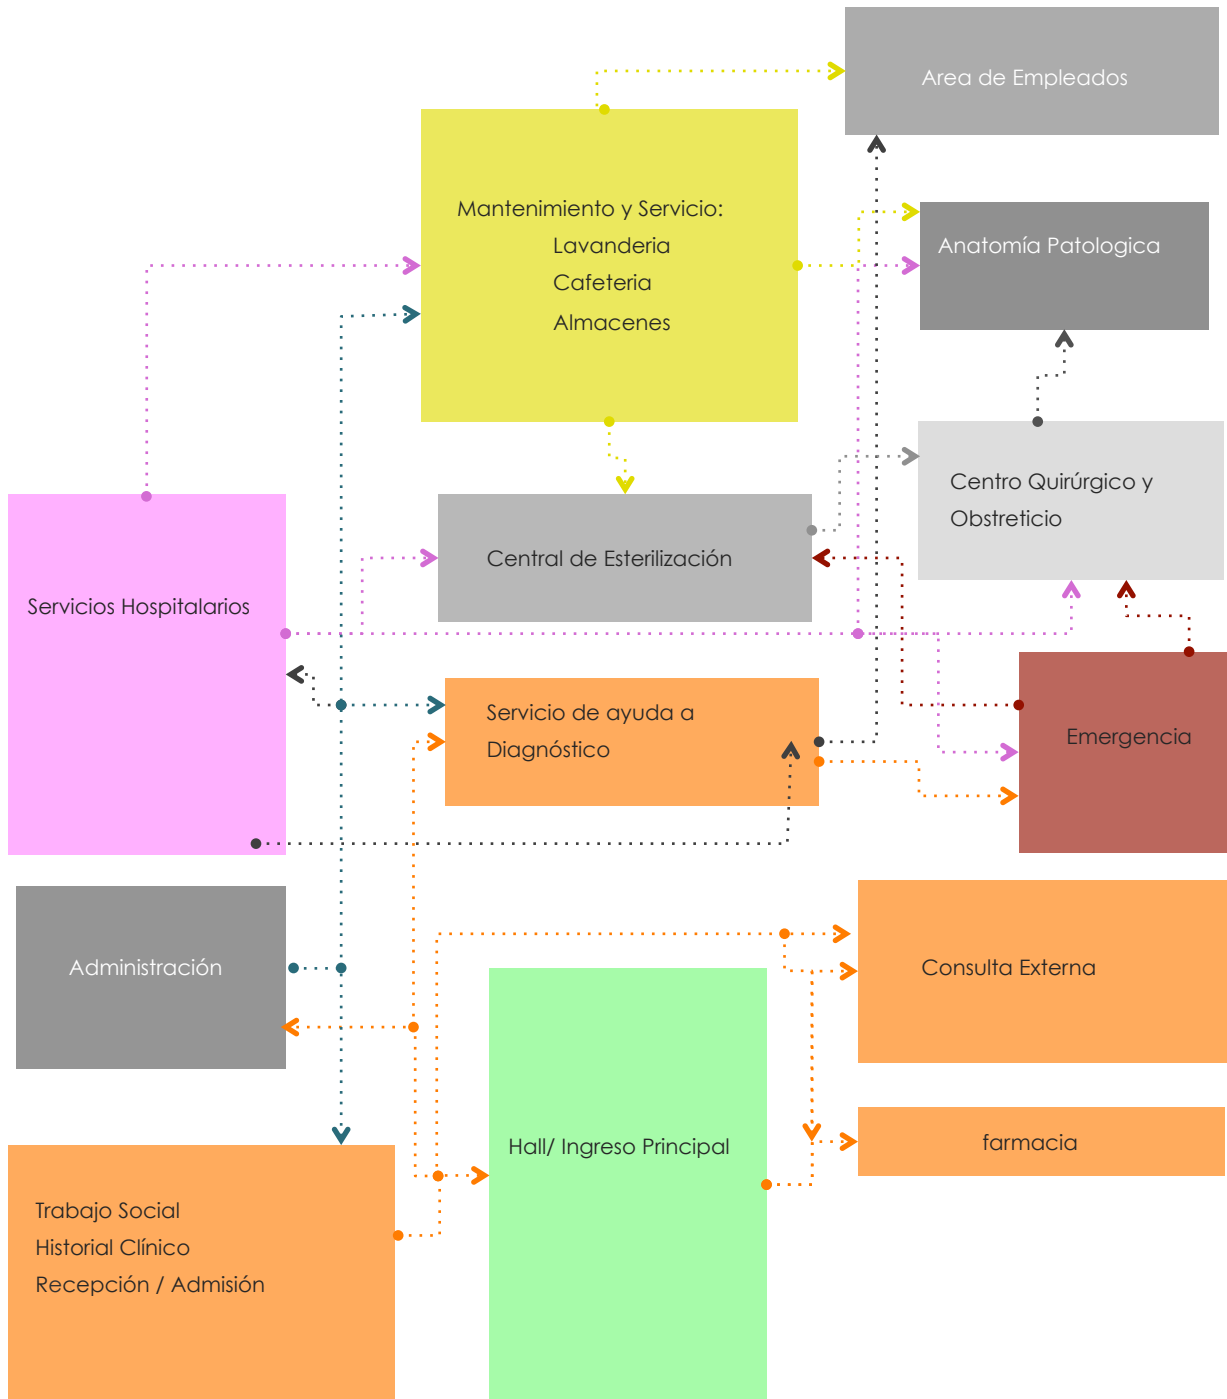 Area de Empleados
Mantenimiento y Servicio:
Lavanderia
Cafeteria
Almacenes
Anatomía Patologica
Centro Quirúrgico y
Obstreticio
Central de Esterilización
Servicios Hospitalarios
Servicio de ayuda a
Diagnóstico
Emergencia
Administración
Consulta Externa
Hall/ Ingreso Principal
farmacia
Trabajo Social
Historial Clínico
Recepción / Admisión